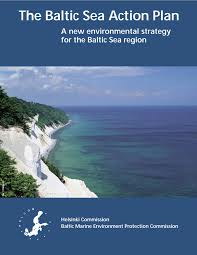 The Baltic Sea Action Plan
A new environmental strategy
for the Baltic Sea region
Helsinki Commission
Baltic Marine Environment Protection Commission